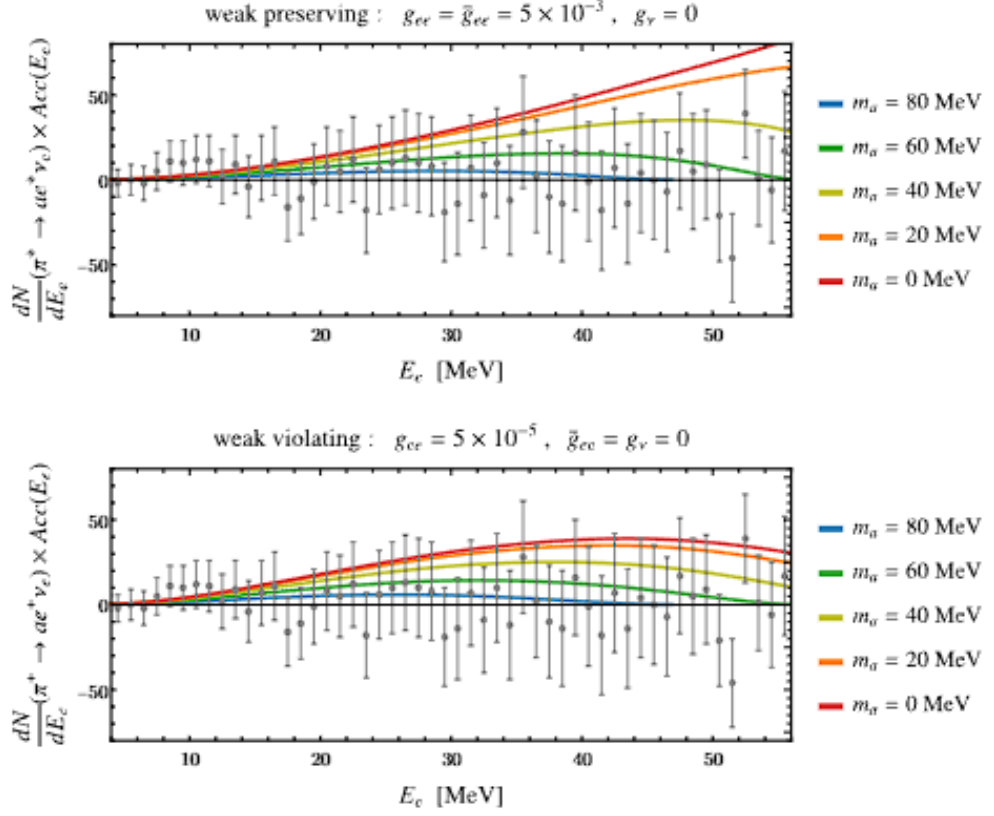 weak preserving : g_ee = ḡ_ee = 5 × 10⁻³ , g_ν = 0
dN/dE_e (π⁺ → ae⁺ν_e) × Acc(E_e)
50
0
−50
10 20 30 40 50
E_e [MeV]
m_a = 80 MeV
m_a = 60 MeV
m_a = 40 MeV
m_a = 20 MeV
m_a = 0 MeV
weak violating : g_ee = 5 × 10⁻⁵ , ḡ_ee = g_ν = 0
dN/dE_e (π⁺ → ae⁺ν_e) × Acc(E_e)
50
0
−50
10 20 30 40 50
E_e [MeV]
m_a = 80 MeV
m_a = 60 MeV
m_a = 40 MeV
m_a = 20 MeV
m_a = 0 MeV